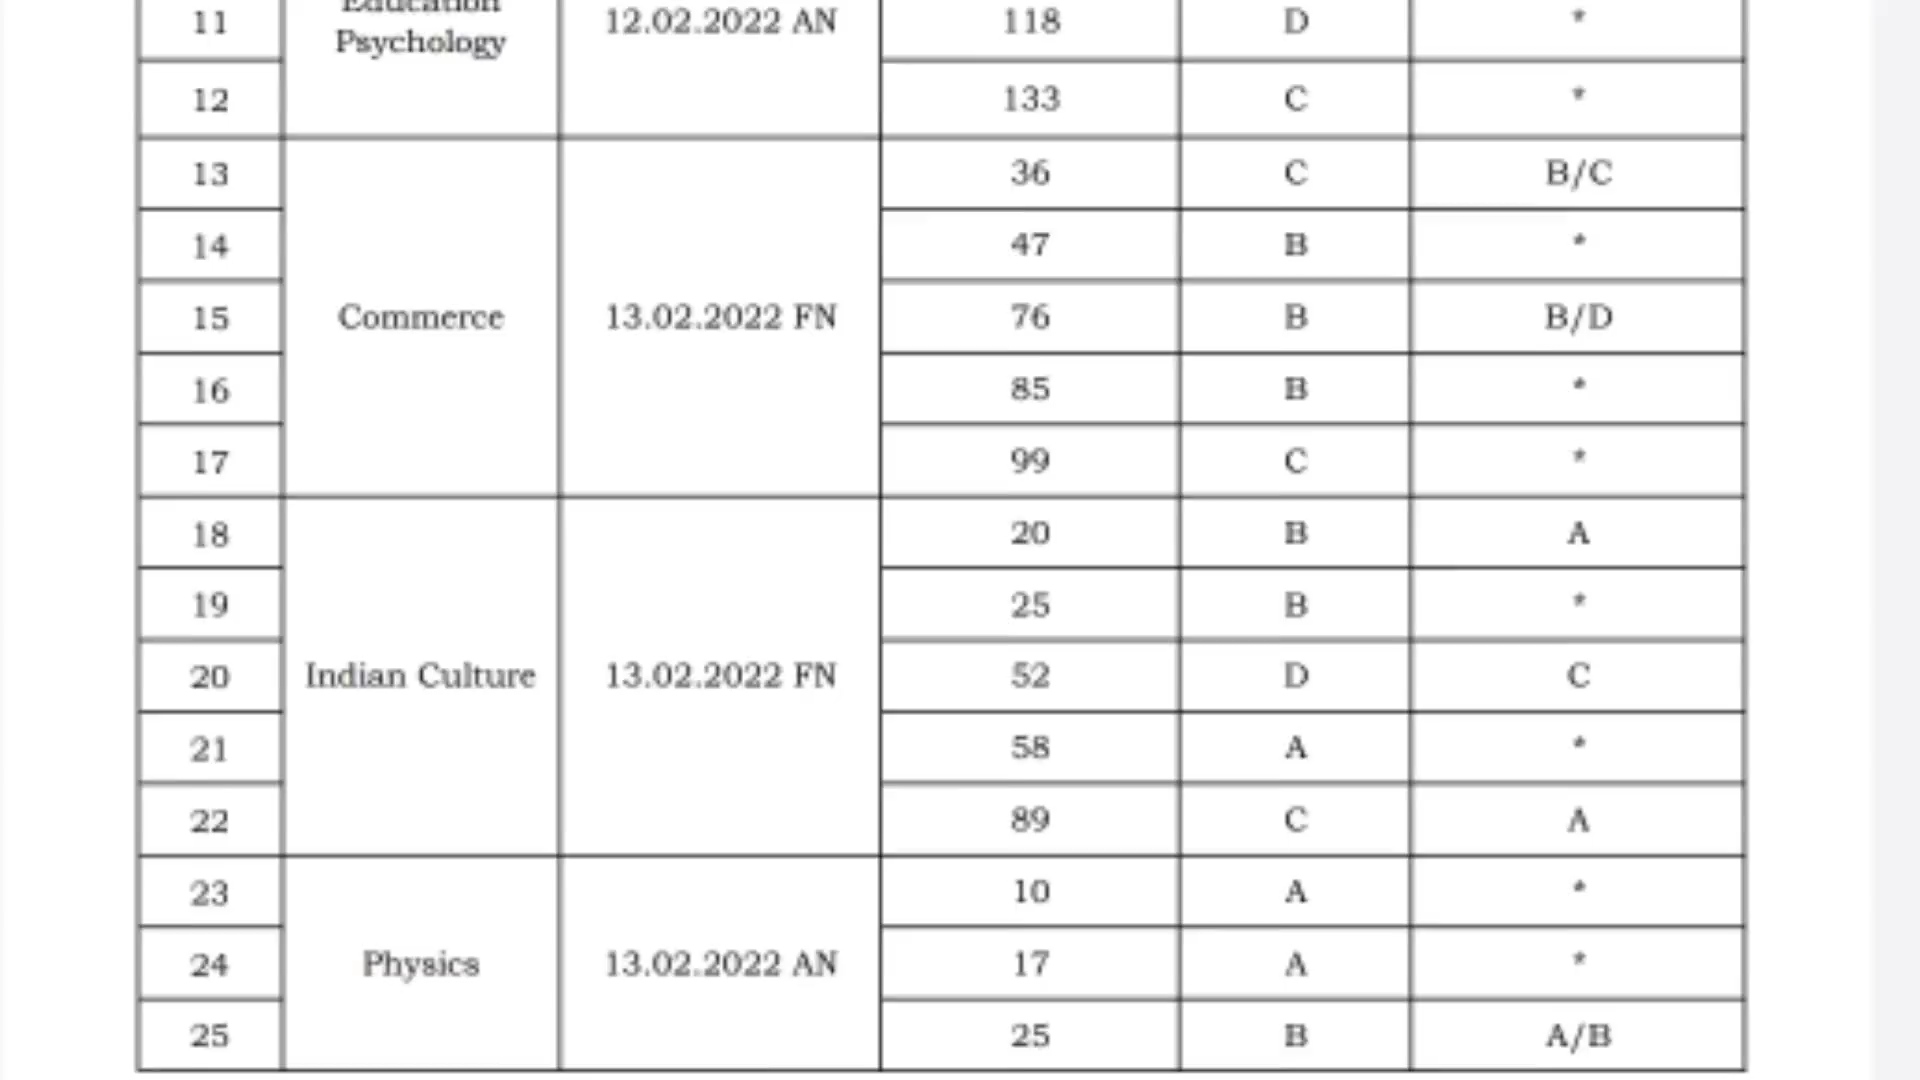 11 Education Psychology 12.02.2022 AN 118 D *
12 133 C *
13 36 C B/C
14 47 B *
15 Commerce 13.02.2022 FN 76 B B/D
16 85 B *
17 99 C *
18 20 B A
19 25 B *
20 Indian Culture 13.02.2022 FN 52 D C
21 58 A *
22 89 C A
23 10 A *
24 Physics 13.02.2022 AN 17 A *
25 25 B A/B